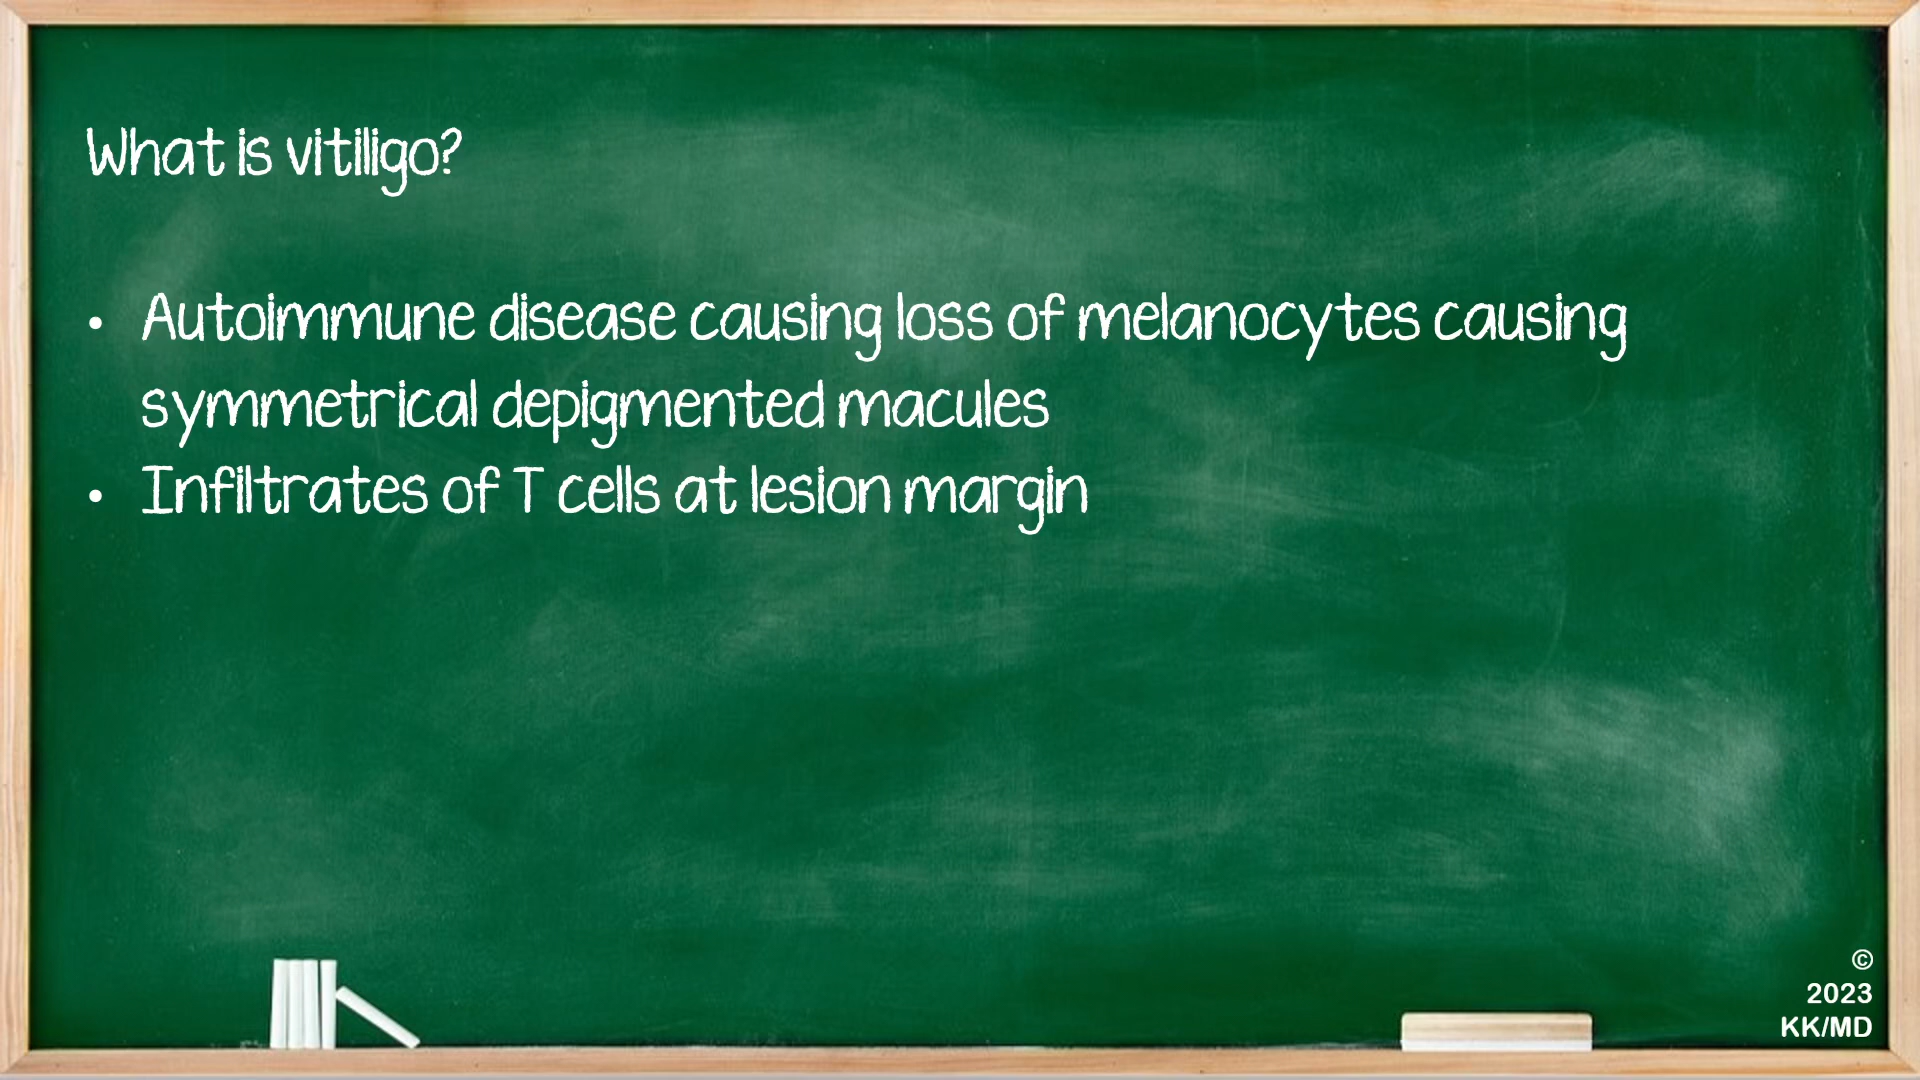 What is vitiligo?
• Autoimmune disease causing loss of melanocytes causing
symmetrical depigmented macules
• Infiltrates of T cells at lesion margin
©
2023
KK/MD